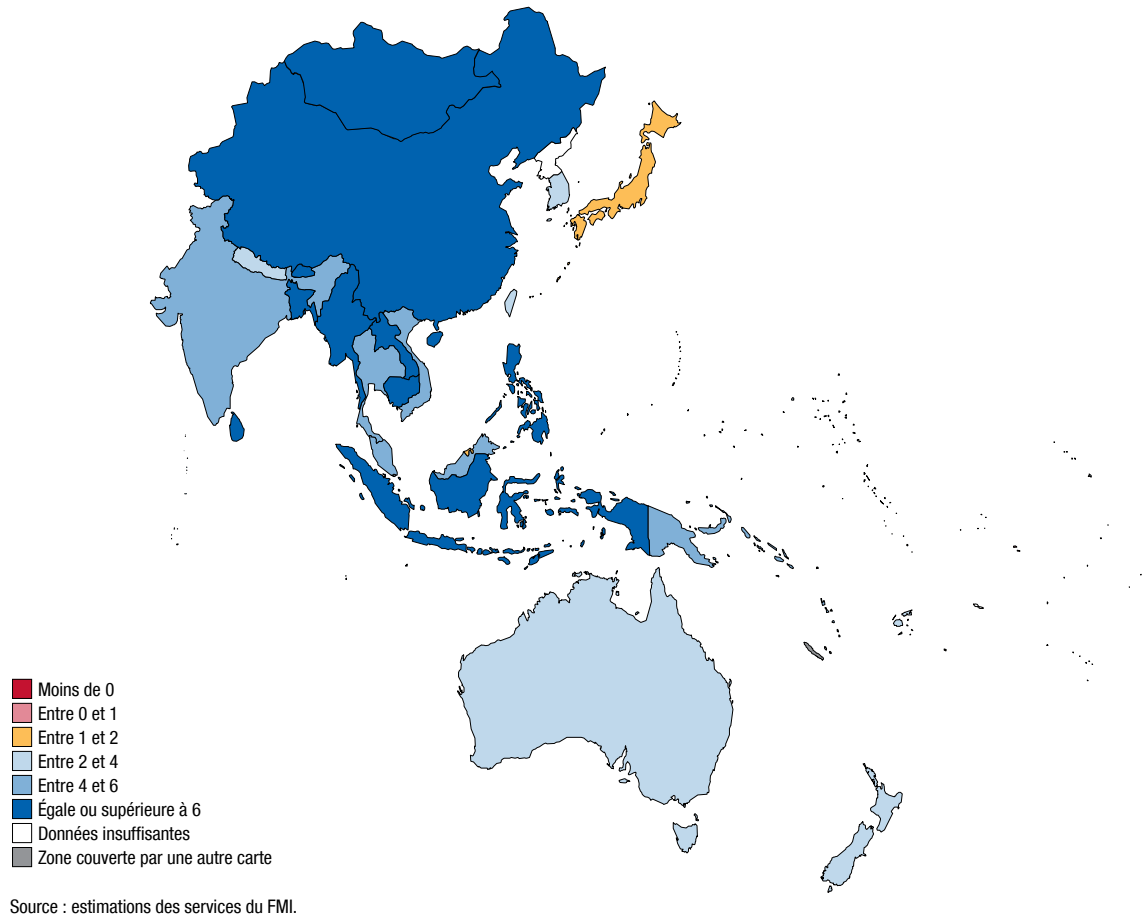 Moins de 0
Entre 0 et 1
Entre 1 et 2
Entre 2 et 4
Entre 4 et 6
Égale ou supérieure à 6
Données insuffisantes
Zone couverte par une autre carte
Source : estimations des services du FMI.